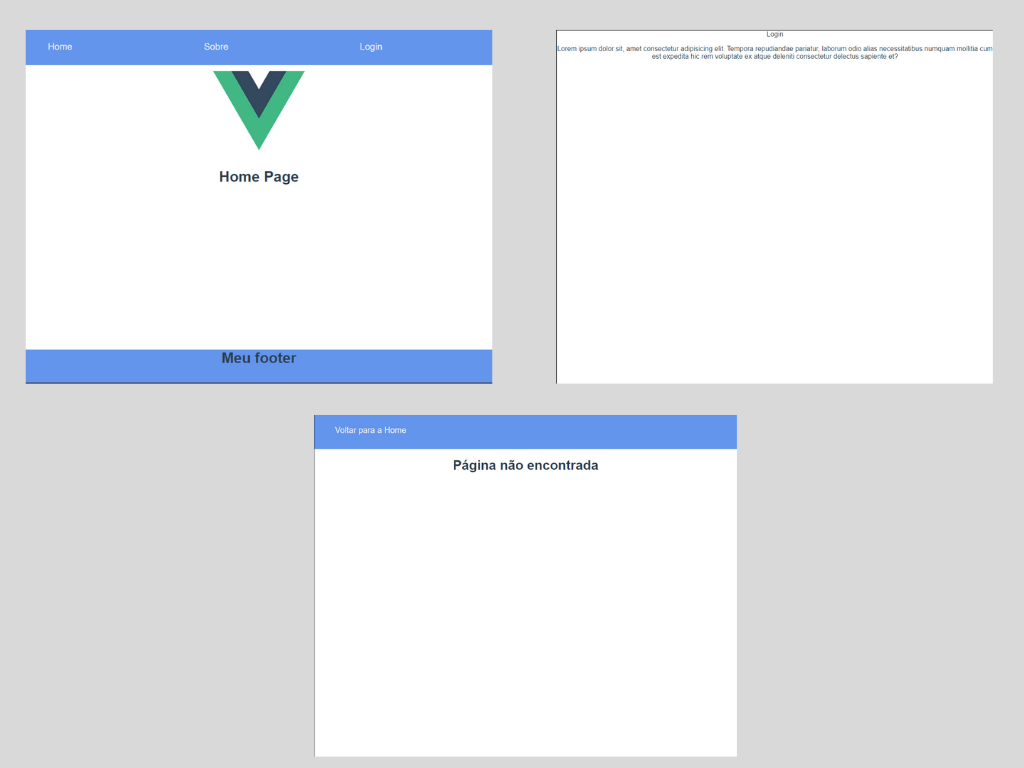 Home Sobre Login
Home Page
Meu footer
Login
Lorem ipsum dolor sit, amet consectetur adipisicing elit. Tempora repudiandae pariatur, laborum odio alias necessitatibus numquam mollitia cum
est expedita hic rem voluptate ex atque deleniti consectetur delectus sapiente et?
Voltar para a Home
Página não encontrada